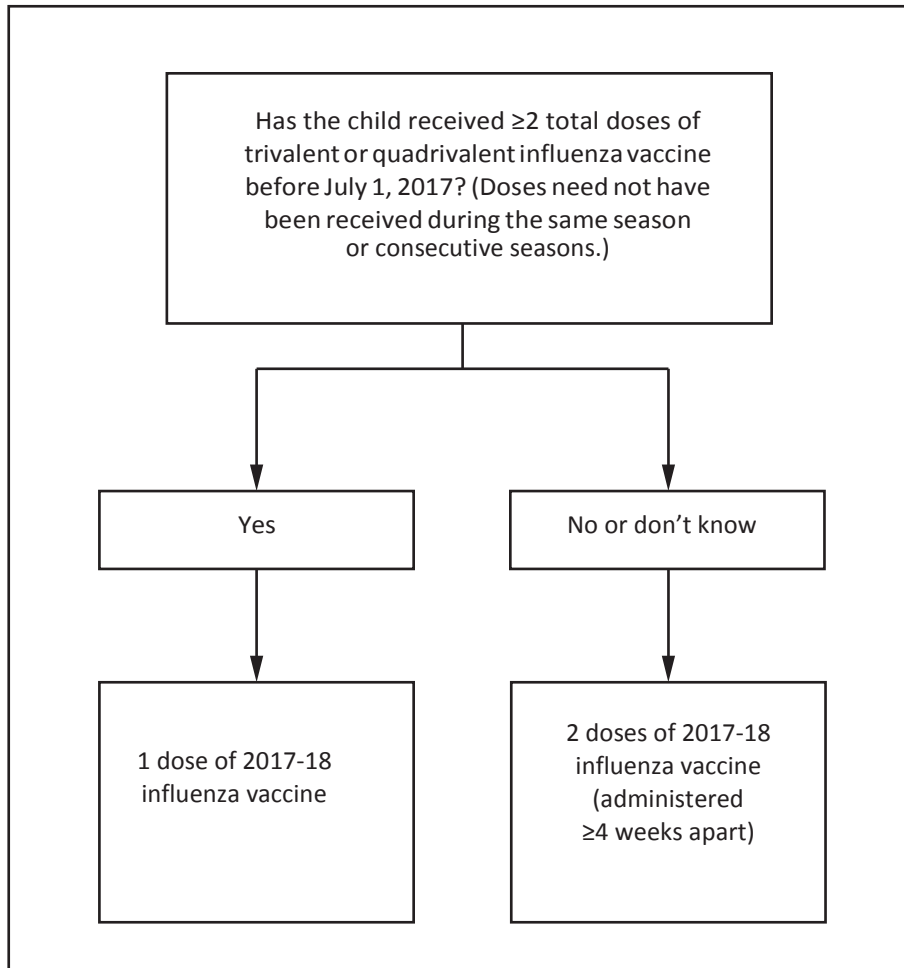 Has the child received ≥2 total doses of
trivalent or quadrivalent influenza vaccine
before July 1, 2017? (Doses need not have
been received during the same season
or consecutive seasons.)
Yes
No or don’t know
1 dose of 2017-18
influenza vaccine
2 doses of 2017-18
influenza vaccine
(administered
≥4 weeks apart)